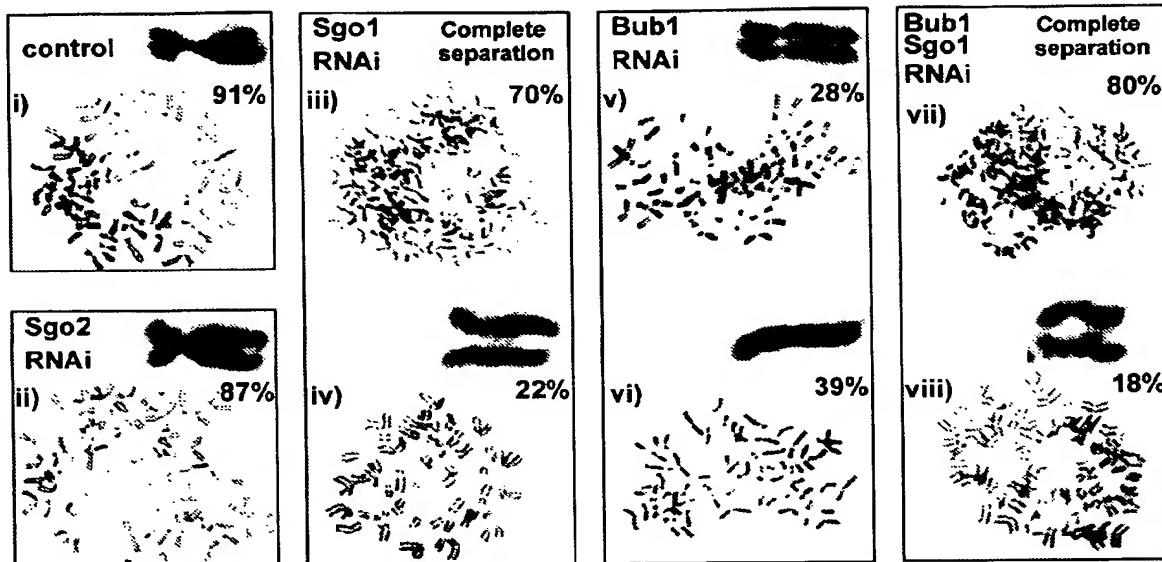 control
i)
91%
Sgo2
RNAi
ii)
87%
Sgo1
RNAi
Complete
separation
iii)
70%
iv)
22%
Bub1
RNAi
v)
28%
vi)
39%
Bub1
Sgo1
RNAi
Complete
separation
vii)
80%
viii)
18%